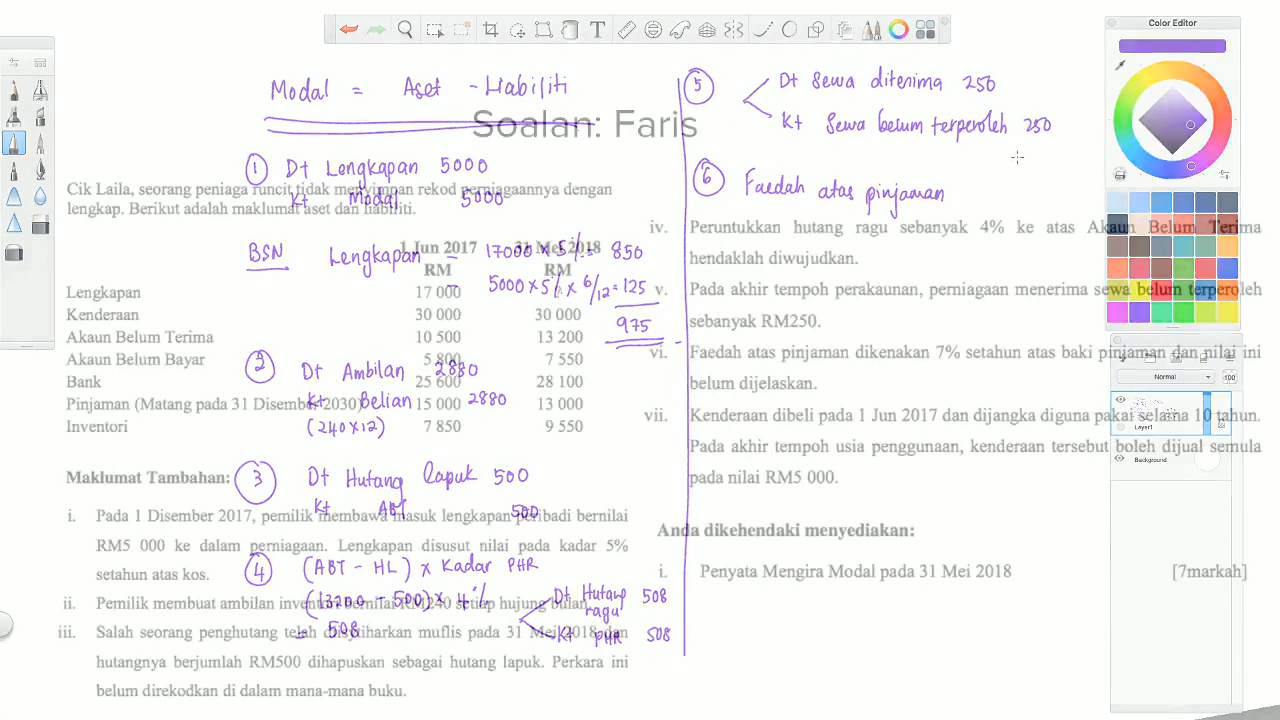 Color Editor
Modal = Aset - Liabiliti
Soalan: Faris
① Dt Lengkapan 5000
Kt Modal 5000
Cik Laila, seorang peniaga runcit tidak menyimpan rekod perniagaannya dengan
lengkap. Berikut adalah maklumat aset dan liabiliti.
BSN Lengkapan = 17000 x 5% = 850
= 5000 x 5% x 6/12 = 125
975
1 Jun 2017 31 Mei 2018
RM RM
Lengkapan 17 000
Kenderaan 30 000 30 000
Akaun Belum Terima 10 500 13 200
Akaun Belum Bayar 5 800 7 550
Bank 25 600 28 100
Pinjaman (Matang pada 31 Disember 2030) 15 000 13 000
Inventori 7 850 9 550
② Dt Ambilan 2880
Kt Belian 2880
(240 x 12)
Maklumat Tambahan:
③ Dt Hutang lapuk 500
Kt ABT 500
i. Pada 1 Disember 2017, pemilik membawa masuk lengkapan peribadi bernilai
RM5 000 ke dalam perniagaan. Lengkapan disusut nilai pada kadar 5%
setahun atas kos.
④ (ABT - HL) x Kadar PHR
(13200 - 500) x 4%
= 508
Dt Hutang ragu 508
Kt PHR 508
ii. Pemilik membuat ambilan inventori bernilai RM240 setiap hujung bulan.
iii. Salah seorang penghutang telah diisytiharkan muflis pada 31 Mei 2018 dan
hutangnya berjumlah RM500 dihapuskan sebagai hutang lapuk. Perkara ini
belum direkodkan di dalam mana-mana buku.
⑤ Dt Sewa diterima 250
Kt Sewa belum terperoleh 250
⑥ Faedah atas pinjaman
iv. Peruntukkan hutang ragu sebanyak 4% ke atas Akaun Belum Terima
hendaklah diwujudkan.
v. Pada akhir tempoh perakaunan, perniagaan menerima sewa belum terperoleh
sebanyak RM250.
vi. Faedah atas pinjaman dikenakan 7% setahun atas baki pinjaman dan nilai ini
belum dijelaskan.
vii. Kenderaan dibeli pada 1 Jun 2017 dan dijangka diguna pakai selama 10 tahun.
Pada akhir tempoh usia penggunaan, kenderaan tersebut boleh dijual semula
pada nilai RM5 000.
Anda dikehendaki menyediakan:
i. Penyata Mengira Modal pada 31 Mei 2018 [7markah]
Normal 100
Layer1
Background